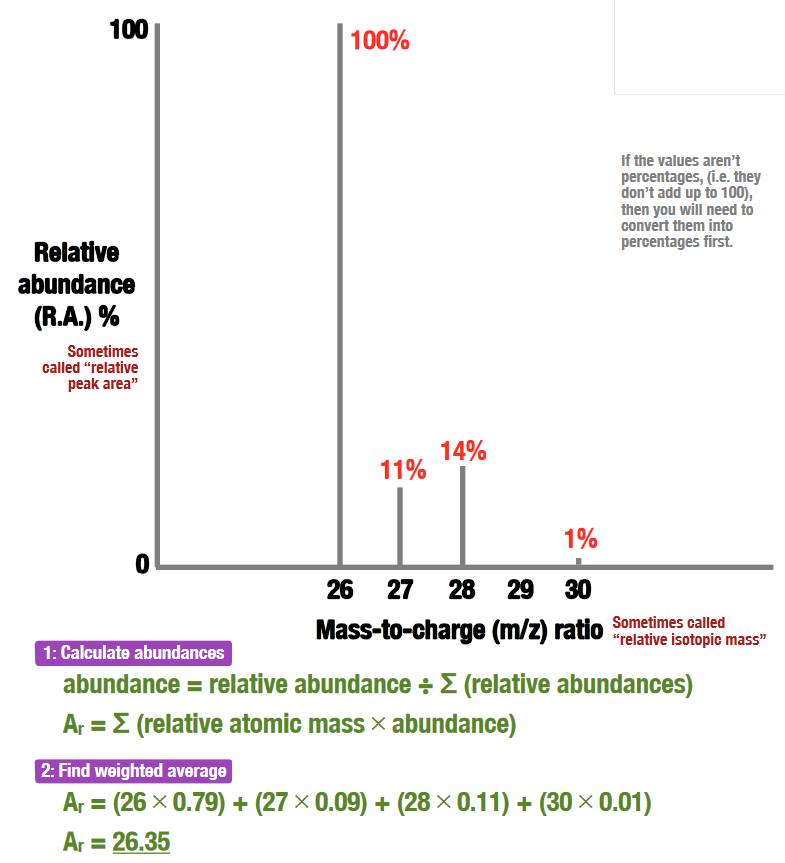 100
100%
If the values aren't
percentages, (i.e. they
don't add up to 100),
then you will need to
convert them into
percentages first.
Relative
abundance
(R.A.) %
Sometimes
called “relative
peak area”
14%
11%
1%
0
26 27 28 29 30
Mass-to-charge (m/z) ratio
Sometimes called
“relative isotopic mass”
1: Calculate abundances
abundance = relative abundance ÷ Σ (relative abundances)
Ar = Σ (relative atomic mass × abundance)
2: Find weighted average
Ar = (26 × 0.79) + (27 × 0.09) + (28 × 0.11) + (30 × 0.01)
Ar = 26.35